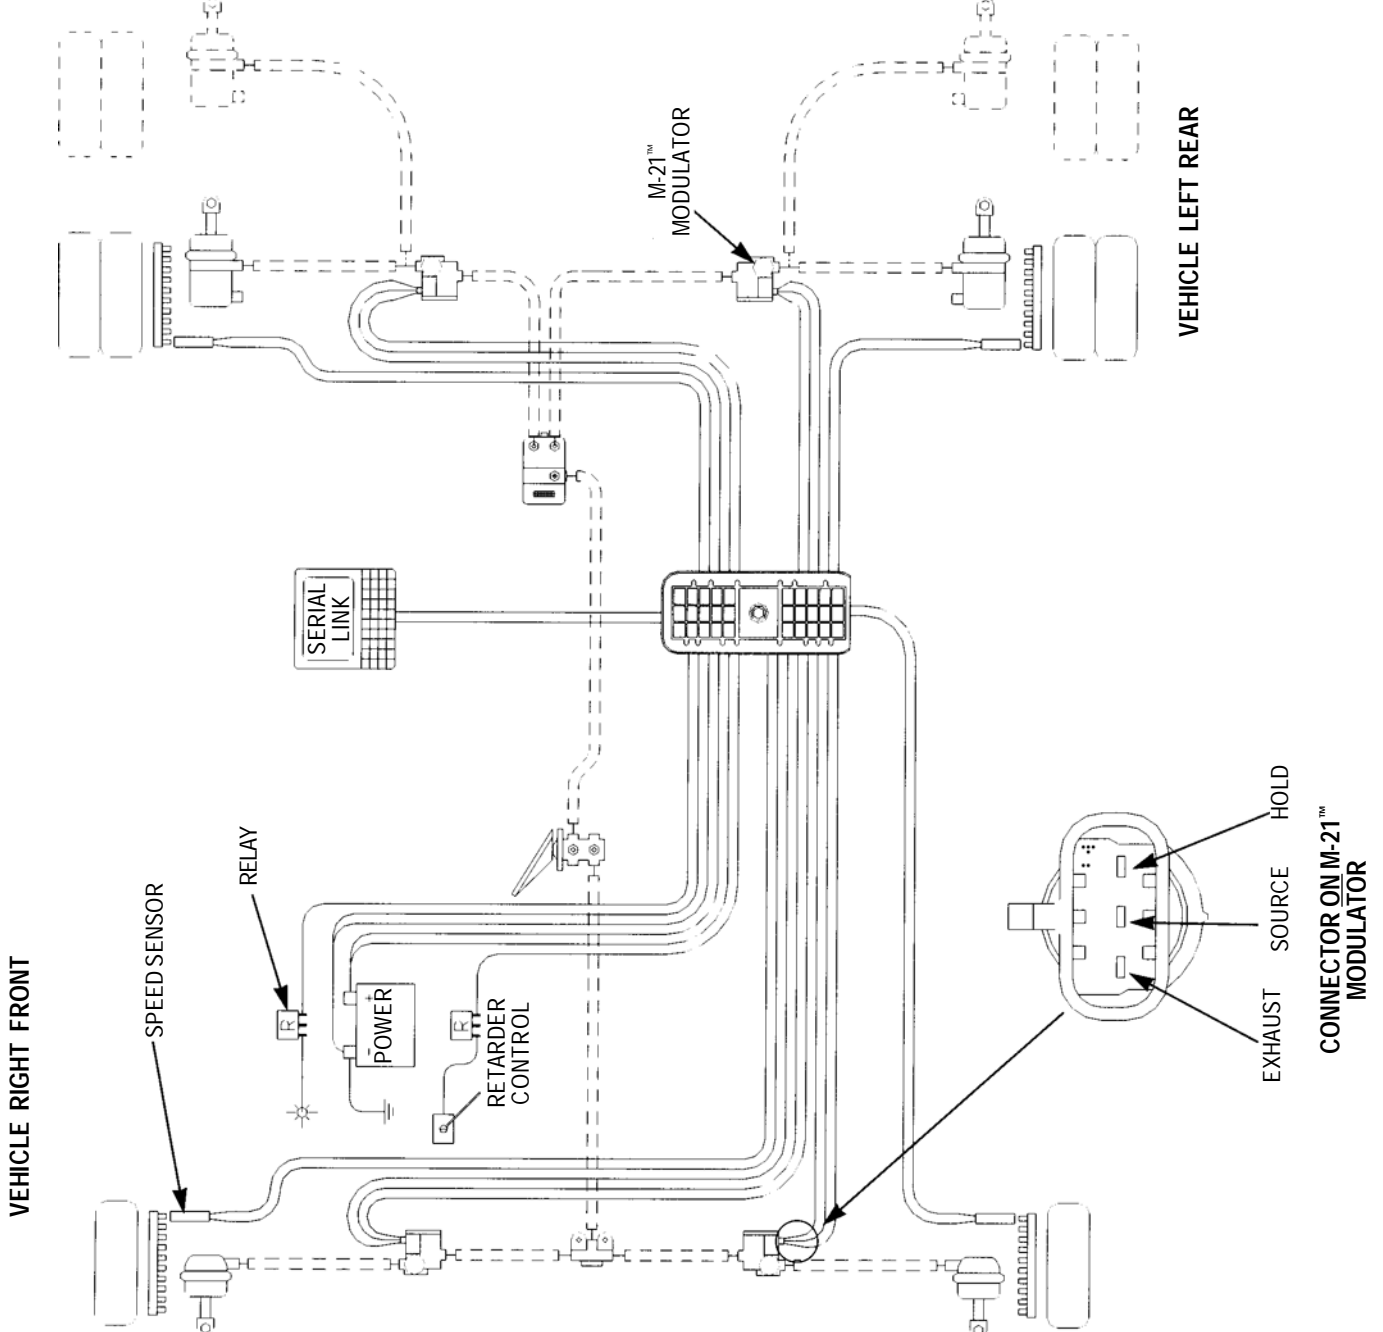 VEHICLE RIGHT FRONT
SPEED SENSOR
RELAY
R
+
-
POWER
R
RETARDER
CONTROL
SERIAL
LINK
M-21™
MODULATOR
VEHICLE LEFT REAR
EXHAUST
SOURCE
HOLD
CONNECTOR ON M-21™
MODULATOR